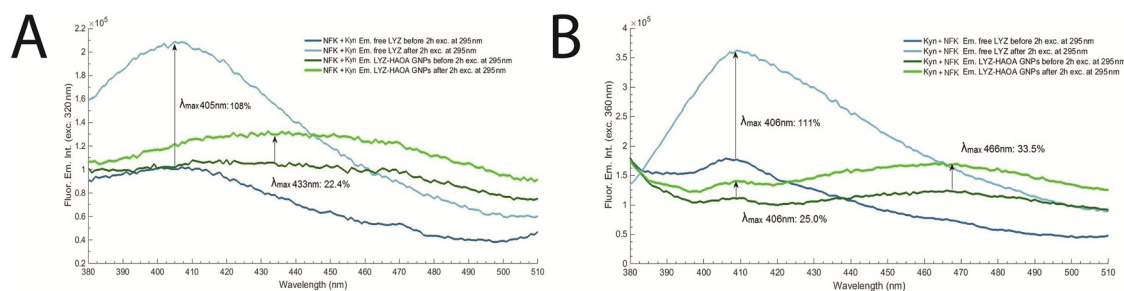 A
×10⁵
2.2
2
1.8
1.6
1.4
1.2
1
0.8
0.6
0.4
0.2
380 390 400 410 420 430 440 450 460 470 480 490 500 510
Wavelength (nm)
Fluor. Em. Int. (exc. 320 nm)
NFK + Kyn Em. free LYZ before 2h exc. at 295nm
NFK + Kyn Em. free LYZ after 2h exc. at 295nm
NFK + Kyn Em. LYZ-HAOA GNPs before 2h exc. at 295nm
NFK + Kyn Em. LYZ-HAOA GNPs after 2h exc. at 295nm
λmax 405nm: 108%
λmax 433nm: 22.4%
B
×10⁵
4
3.5
3
2.5
2
1.5
1
0.5
0
380 390 400 410 420 430 440 450 460 470 480 490 500 510
Wavelength (nm)
Fluor. Em. Int. (exc. 360 nm)
Kyn + NFK Em. free LYZ before 2h exc. at 295nm
Kyn + NFK Em. free LYZ after 2h exc. at 295nm
Kyn + NFK Em. LYZ-HAOA GNPs before 2h exc. at 295nm
Kyn + NFK Em. LYZ-HAOA GNPs after 2h exc. at 295nm
λmax 406nm: 111%
λmax 466nm: 33.5%
λmax 406nm: 25.0%